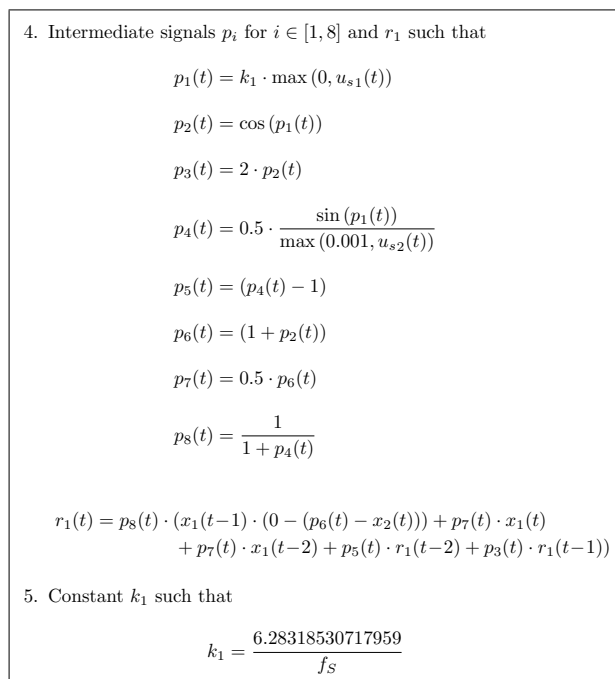 4. Intermediate signals p_i for i ∈ [1, 8] and r_1 such that
p_1(t) = k_1 · max (0, u_{s1}(t))
p_2(t) = cos (p_1(t))
p_3(t) = 2 · p_2(t)
p_4(t) = 0.5 · \frac{sin (p_1(t))}{max (0.001, u_{s2}(t))}
p_5(t) = (p_4(t) − 1)
p_6(t) = (1 + p_2(t))
p_7(t) = 0.5 · p_6(t)
p_8(t) = \frac{1}{1 + p_4(t)}
r_1(t) = p_8(t) · (x_1(t−1) · (0 − (p_6(t) − x_2(t))) + p_7(t) · x_1(t)
+ p_7(t) · x_1(t−2) + p_5(t) · r_1(t−2) + p_3(t) · r_1(t−1))
5. Constant k_1 such that
k_1 = \frac{6.28318530717959}{f_S}